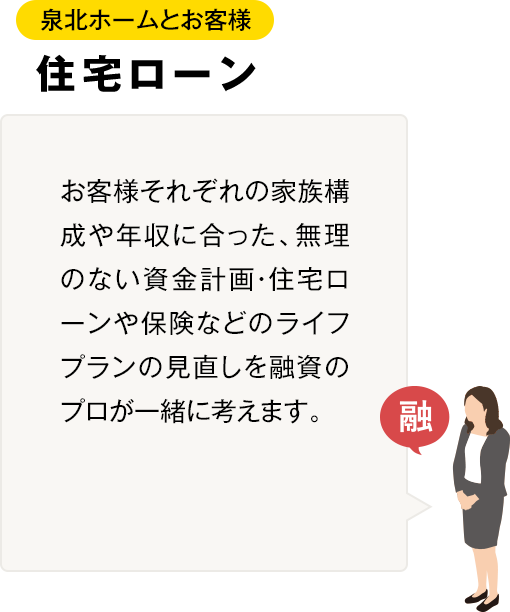 泉北ホームとお客様
住宅ローン
お客様それぞれの家族構
成や年収に合った、無理
のない資金計画·住宅ロ
ーンや保険などのライフ
プランの見直しを融資の
プロが一緒に考えます。
融